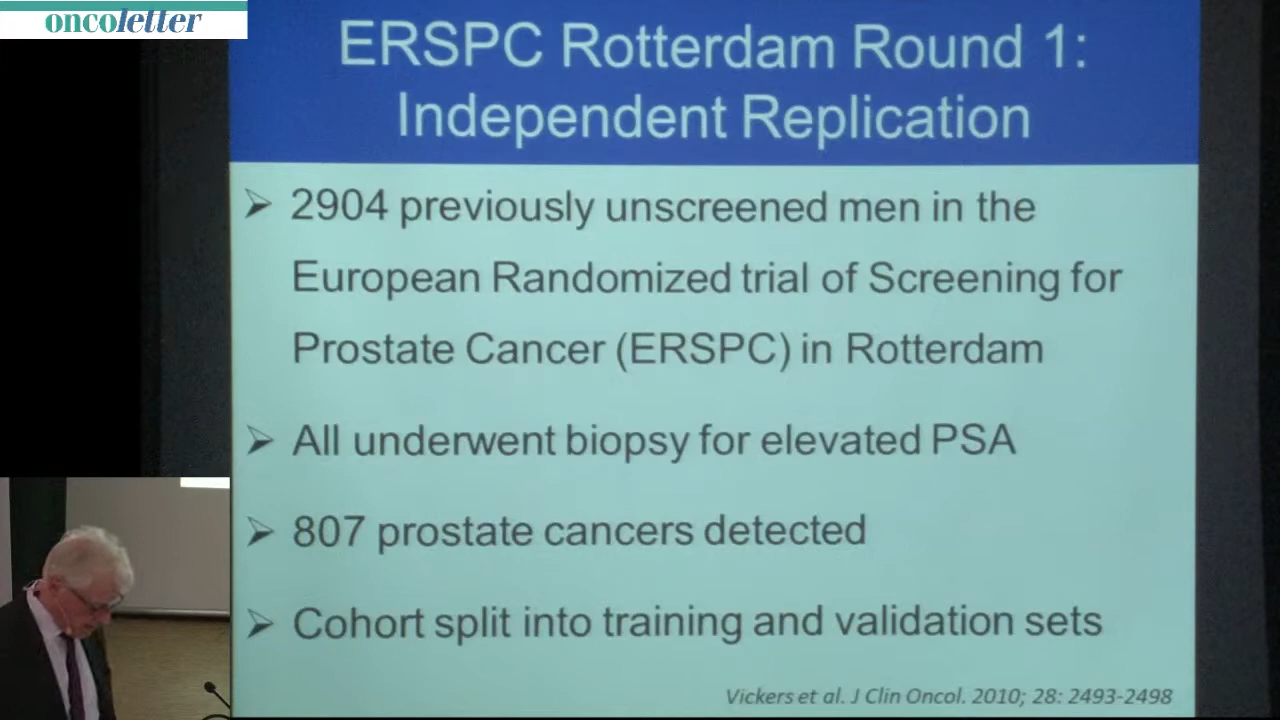 oncoletter
ERSPC Rotterdam Round 1:
Independent Replication
➢ 2904 previously unscreened men in the
European Randomized trial of Screening for
Prostate Cancer (ERSPC) in Rotterdam
➢ All underwent biopsy for elevated PSA
➢ 807 prostate cancers detected
➢ Cohort split into training and validation sets
Vickers et al. J Clin Oncol. 2010; 28: 2493-2498